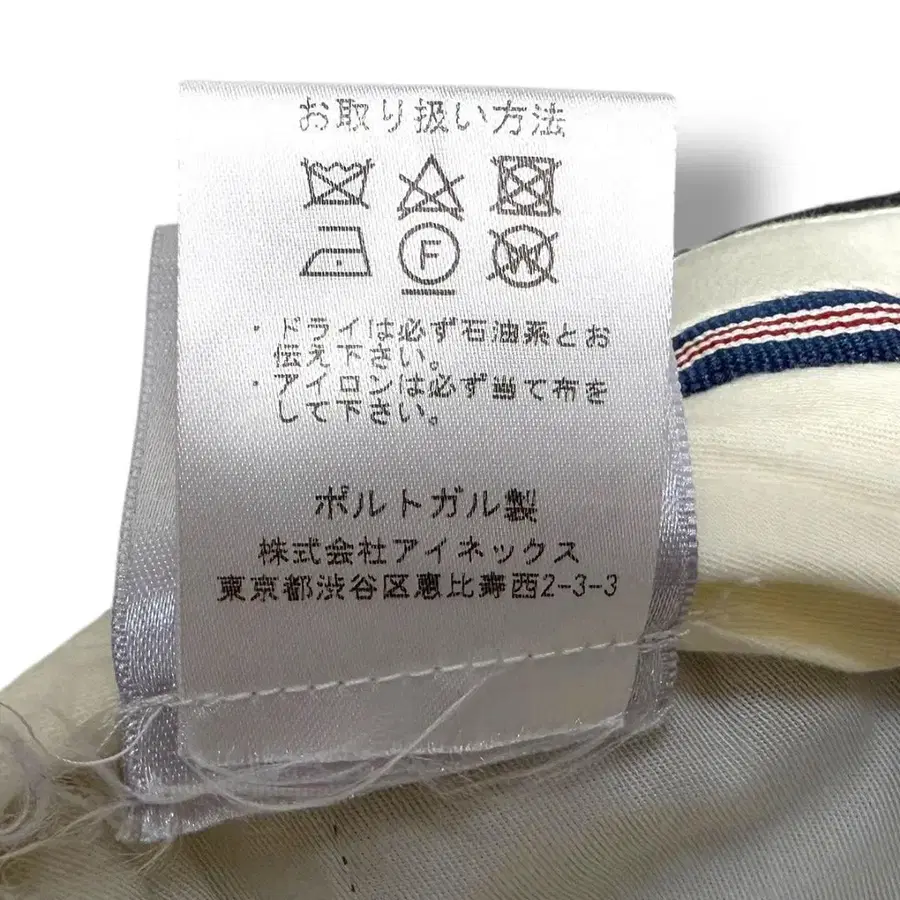 お取り扱い方法
F
W
・ドライは必ず石油系とお
伝え下さい。
・アイロンは必ず当て布を
して下さい。
ポルトガル製
株式会社アイネックス
東京都渋谷区恵比寿西2-3-3